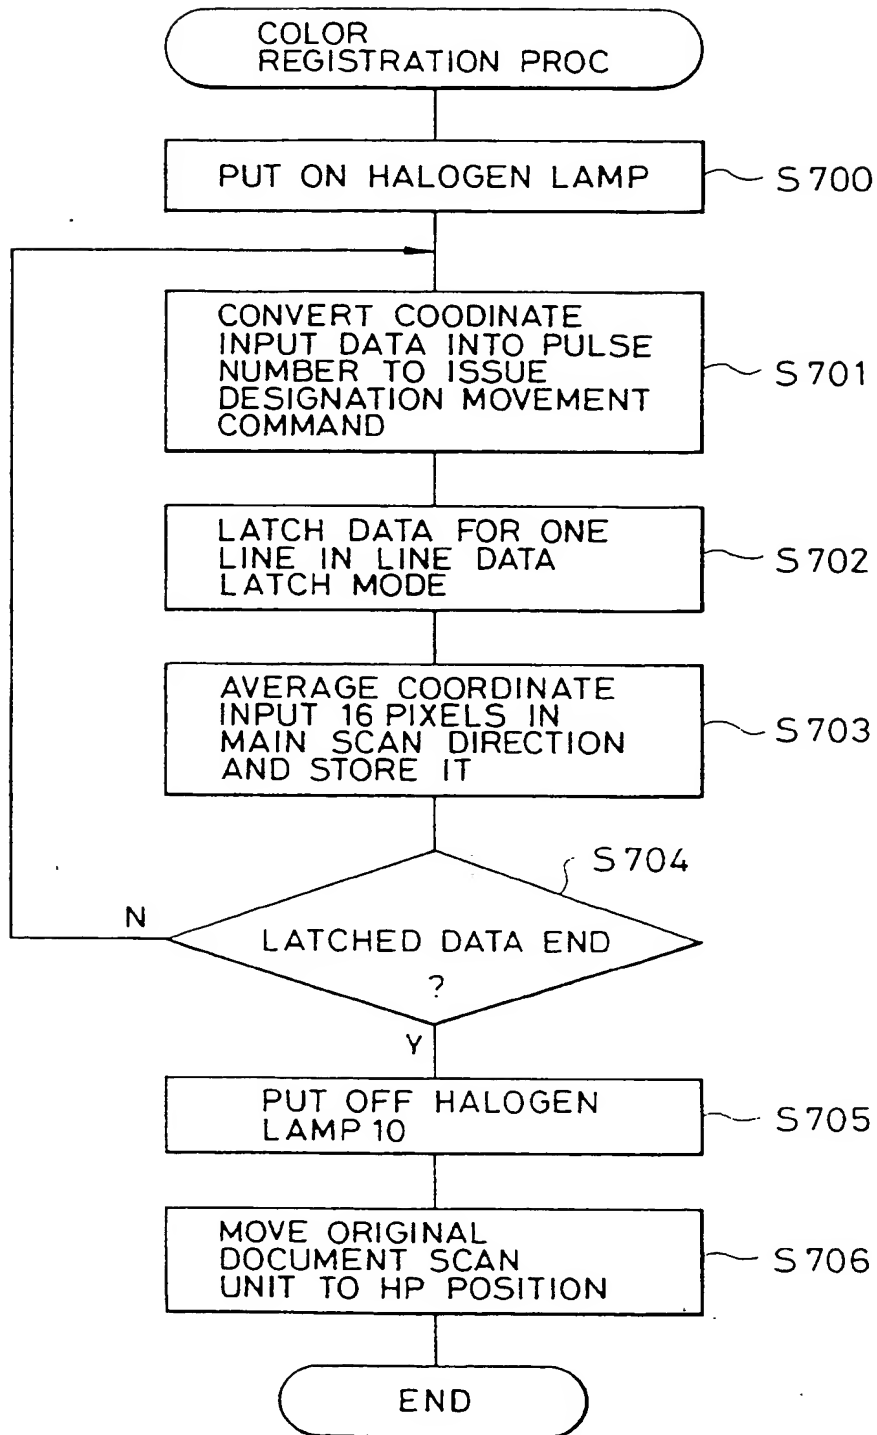 COLOR
REGISTRATION PROC
PUT ON HALOGEN LAMP
S700
CONVERT COODINATE
INPUT DATA INTO PULSE
NUMBER TO ISSUE
DESIGNATION MOVEMENT
COMMAND
S701
LATCH DATA FOR ONE
LINE IN LINE DATA
LATCH MODE
S702
AVERAGE COORDINATE
INPUT 16 PIXELS IN
MAIN SCAN DIRECTION
AND STORE IT
S703
S704
N
LATCHED DATA END
?
Y
PUT OFF HALOGEN
LAMP 10
S705
MOVE ORIGINAL
DOCUMENT SCAN
UNIT TO HP POSITION
S706
END